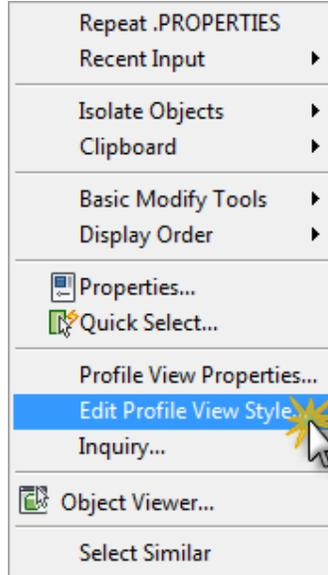 Repeat .PROPERTIES
Recent Input
Isolate Objects
Clipboard
Basic Modify Tools
Display Order
Properties...
Quick Select...
Profile View Properties...
Edit Profile View Style...
Inquiry...
Object Viewer...
Select Similar